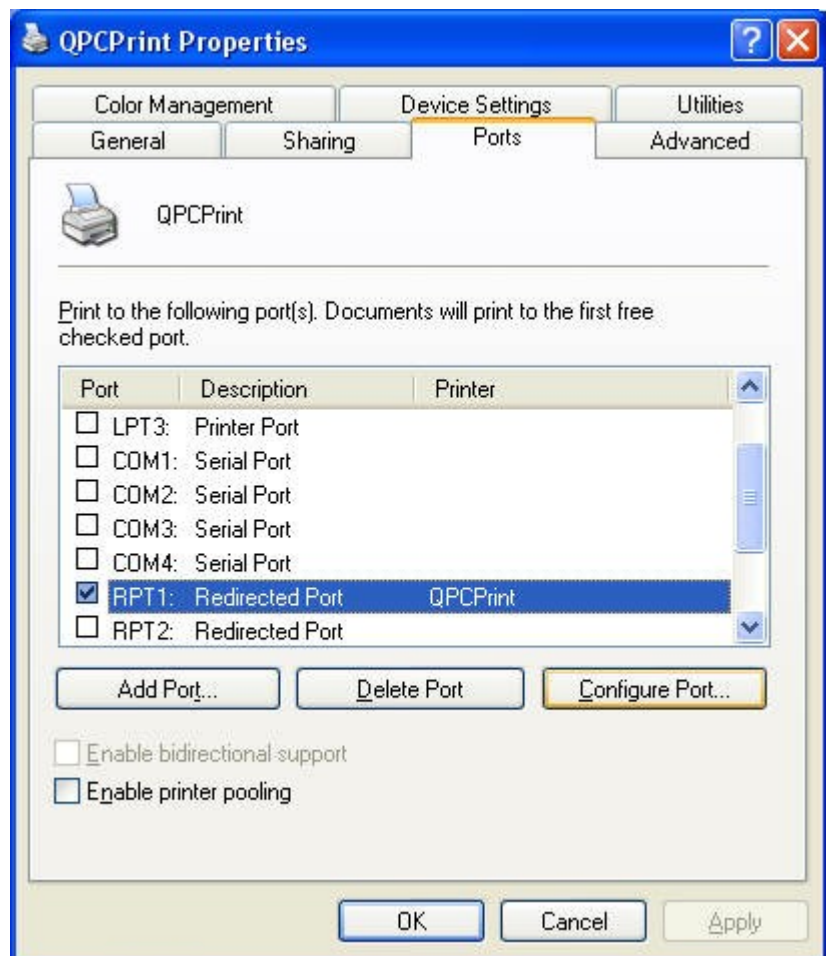 QPCPrint Properties
Color Management Device Settings Utilities
General Sharing Ports Advanced
QPCPrint
Print to the following port(s). Documents will print to the first free
checked port.
Port Description Printer
LPT3: Printer Port
COM1: Serial Port
COM2: Serial Port
COM3: Serial Port
COM4: Serial Port
RPT1: Redirected Port QPCPrint
RPT2: Redirected Port
Add Port... Delete Port Configure Port...
Enable bidirectional support
Enable printer pooling
OK Cancel Apply